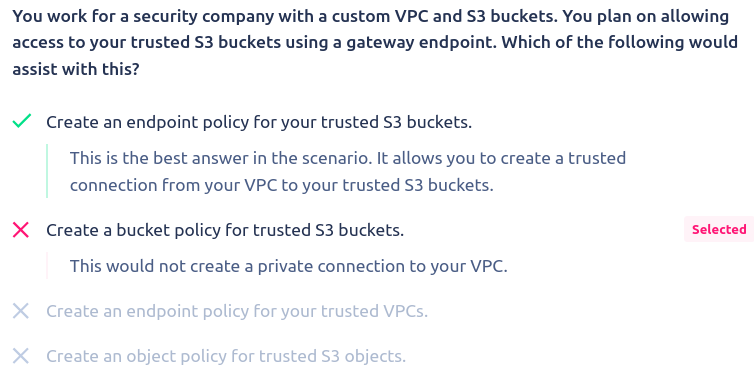 You work for a security company with a custom VPC and S3 buckets. You plan on allowing
access to your trusted S3 buckets using a gateway endpoint. Which of the following would
assist with this?
Create an endpoint policy for your trusted S3 buckets.
This is the best answer in the scenario. It allows you to create a trusted
connection from your VPC to your trusted S3 buckets.
Create a bucket policy for trusted S3 buckets.
Selected
This would not create a private connection to your VPC.
Create an endpoint policy for your trusted VPCs.
Create an object policy for trusted S3 objects.